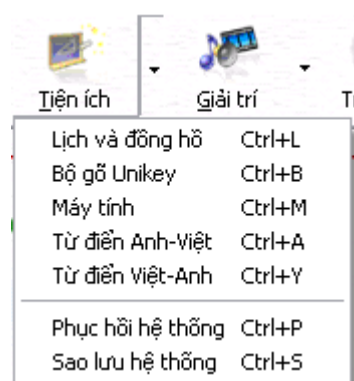 Tiện ích Giải trí T
Lịch và đồng hồ Ctrl+L
Bộ gõ Unikey Ctrl+B
Máy tính Ctrl+M
Từ điển Anh-Việt Ctrl+A
Từ điển Việt-Anh Ctrl+Y
Phục hồi hệ thống Ctrl+P
Sao lưu hệ thống Ctrl+S